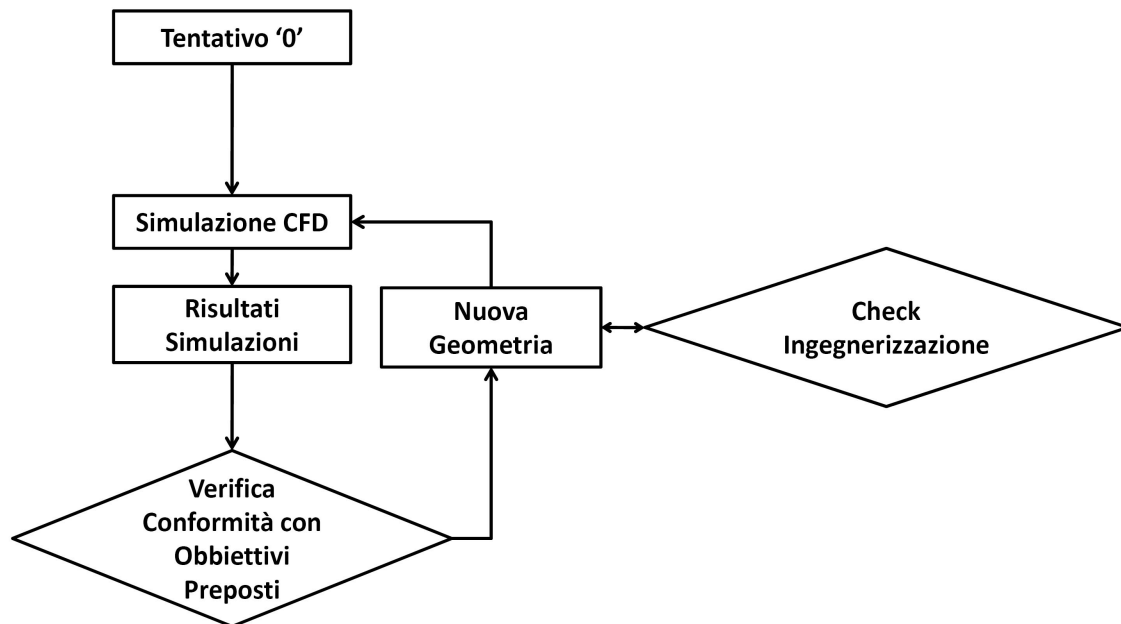 Tentativo ‘0’
Simulazione CFD
Risultati
Simulazioni
Nuova
Geometria
Check
Ingegnerizzazione
Verifica
Conformità con
Obbiettivi
Preposti